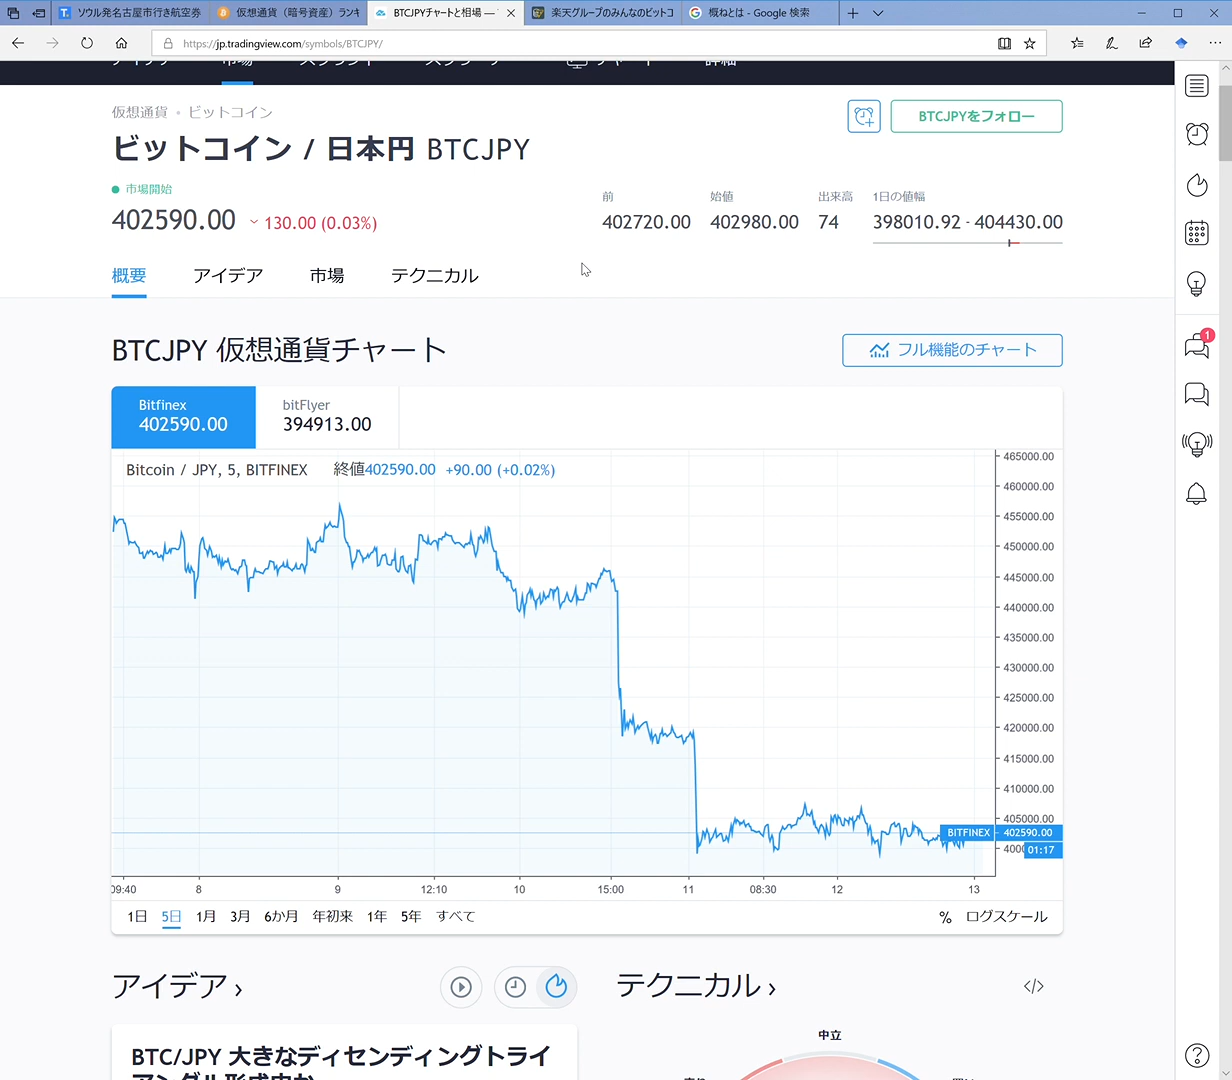 ソウル発名古屋市行き航空券
仮想通貨（暗号資産）ランキ
BTCJPYチャートと相場 —
楽天グループのみんなのビットコ
概ねとは - Google 検索
https://jp.tradingview.com/symbols/BTCJPY/
仮想通貨 • ビットコイン
ビットコイン / 日本円 BTCJPY
BTCJPYをフォロー
市場開始
402590.00 130.00 (0.03%)
前
402720.00
始値
402980.00
出来高
74
1日の値幅
398010.92 - 404430.00
概要 アイデア 市場 テクニカル
BTCJPY 仮想通貨チャート
フル機能のチャート
Bitfinex
402590.00
bitFlyer
394913.00
Bitcoin / JPY, 5, BITFINEX 終値402590.00 +90.00 (+0.02%)
465000.00
460000.00
455000.00
450000.00
445000.00
440000.00
435000.00
430000.00
425000.00
420000.00
415000.00
410000.00
405000.00
BITFINEX 402590.00
01:17
09:40 8 9 12:10 10 15:00 11 08:30 12 13
1日 5日 1月 3月 6か月 年初来 1年 5年 すべて % ログスケール
1
アイデア ›
テクニカル ›
</>
中立
BTC/JPY 大きなディセンディングトライ